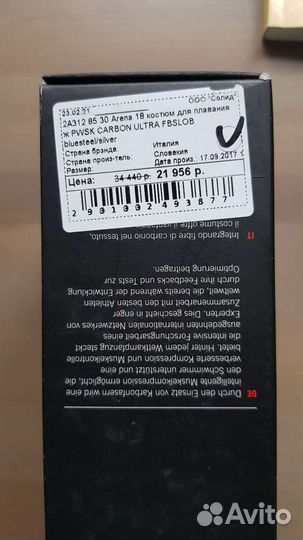 23.02.21 ООО "Солид"
2A312 85 30 Arena 18 костюм для плавания
ж PWSK CARBON ULTRA FBSLOB
bluesteel/silver
Страна брэнда: Италия
Страна произ-тель: Словакия
Размер: Дата произ.: 17.09.2017
Цена: 34 440 р. 21 956 р.
2 901002 493877
DE Durch den Einsatz von Karbonfasern wird eine
intelligente Muskelkompression ermöglicht, die
den Schwimmer unterstützt und eine
verbesserte Kompression und Muskelkontrolle
bietet. Hinter jedem Wettkampfanzug steckt
die intensive Forschungsarbeit eines
ausgedehnten internationalen Netzwerkes von
Experten. Dies geschieht in enger
Zusammenarbeit mit den besten Athleten
weltweit, die bereits während der Entwicklung
durch ihre Feedbacks und Tests zur
Optimierung beitragen.
IT Integrando fibre di carbonio nel tessuto,
il costume offre il
Avito